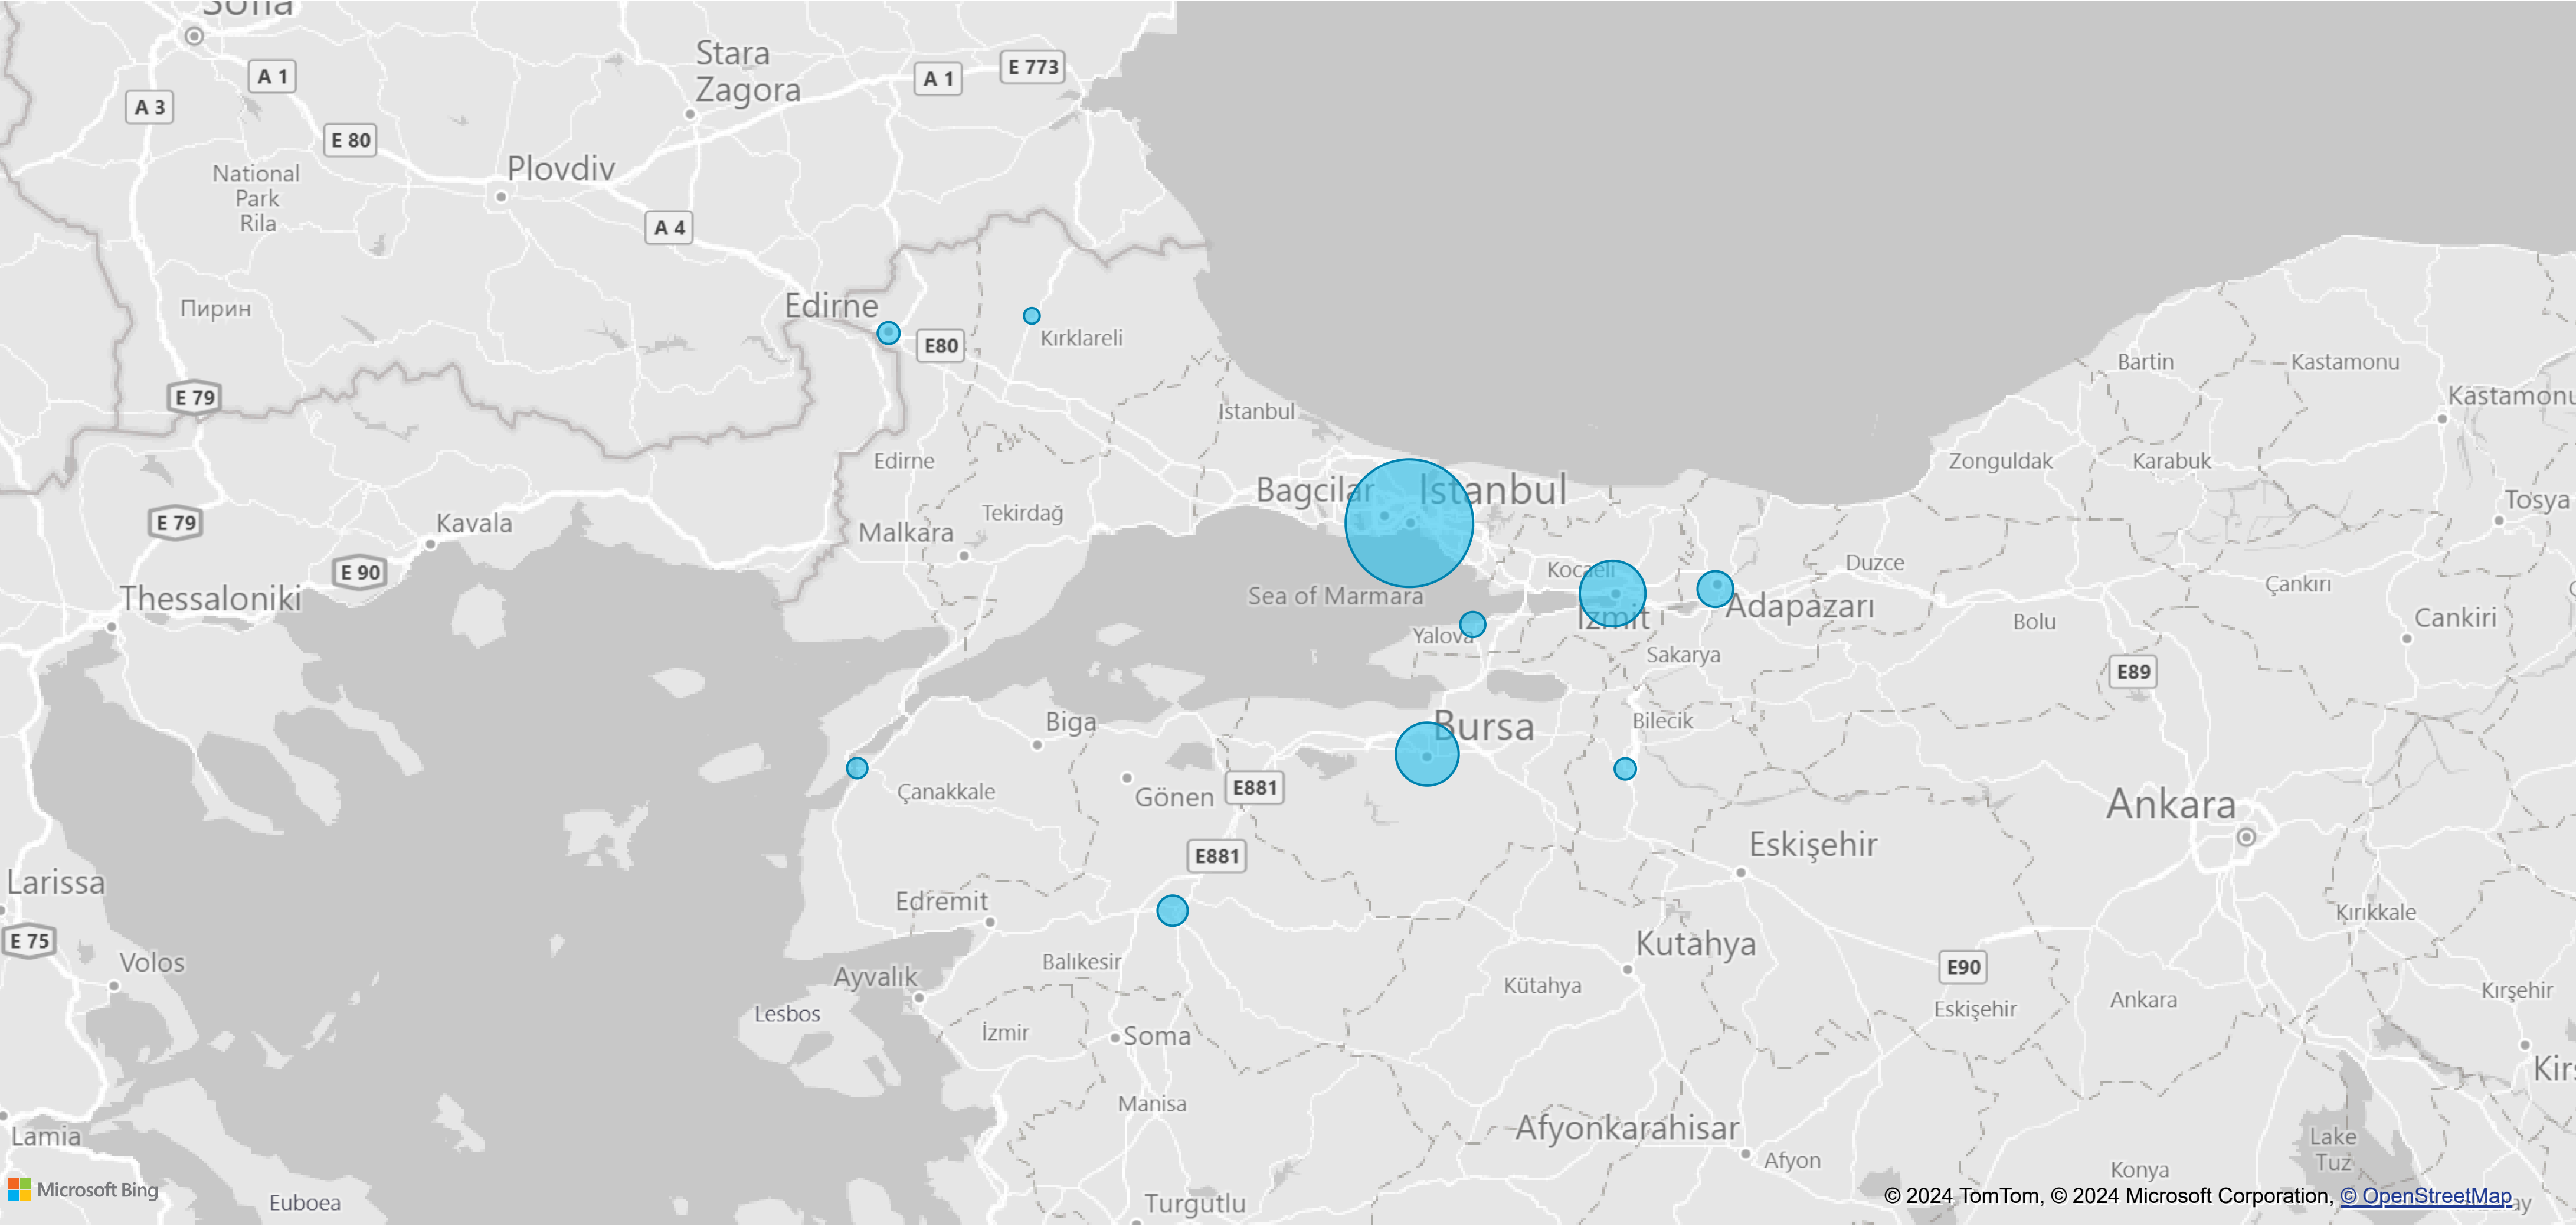 Sofia
Stara
Zagora
A 1
E 773
A 1
A 3
E 80
National
Park
Rila
Plovdiv
A 4
Пирин
Edirne
E80
Kırklareli
E 79
Bartin
Kastamonu
Kastamonu
Istanbul
Edirne
Zonguldak
Karabuk
Bagcilar
Istanbul
Tosya
Tekirdağ
E 79
Kavala
Malkara
Kocaeli
Duzce
Çankırı
E 90
Thessaloniki
Sea of Marmara
Izmit
Adapazarı
Bolu
Cankiri
Yalova
Sakarya
E89
Biga
Bursa
Bilecik
Çanakkale
Gönen
E881
Ankara
E881
Eskişehir
Larissa
Edremit
Kırıkkale
E 75
Kutahya
Volos
Balıkesir
E90
Ayvalık
Kütahya
Kırşehir
Lesbos
Eskişehir
Ankara
İzmir
Soma
Kirş
Manisa
Lamia
Afyonkarahisar
Afyon
Lake
Tuz
Konya
Microsoft Bing
Euboea
Turgutlu
© 2024 TomTom, © 2024 Microsoft Corporation, © OpenStreetMap
ay